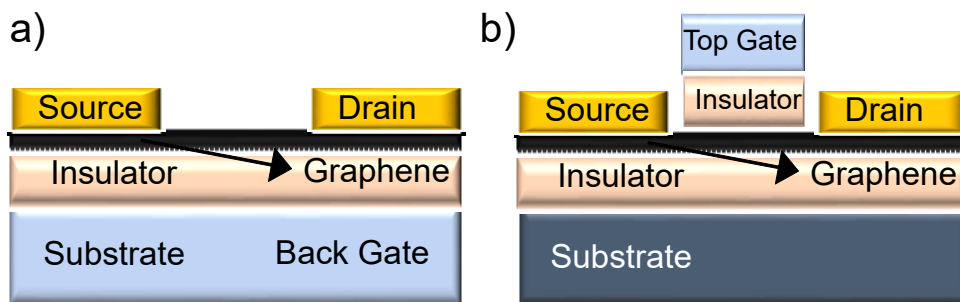 a)
Source
Drain
Insulator
Graphene
Substrate
Back Gate
b)
Top Gate
Insulator
Source
Drain
Insulator
Graphene
Substrate